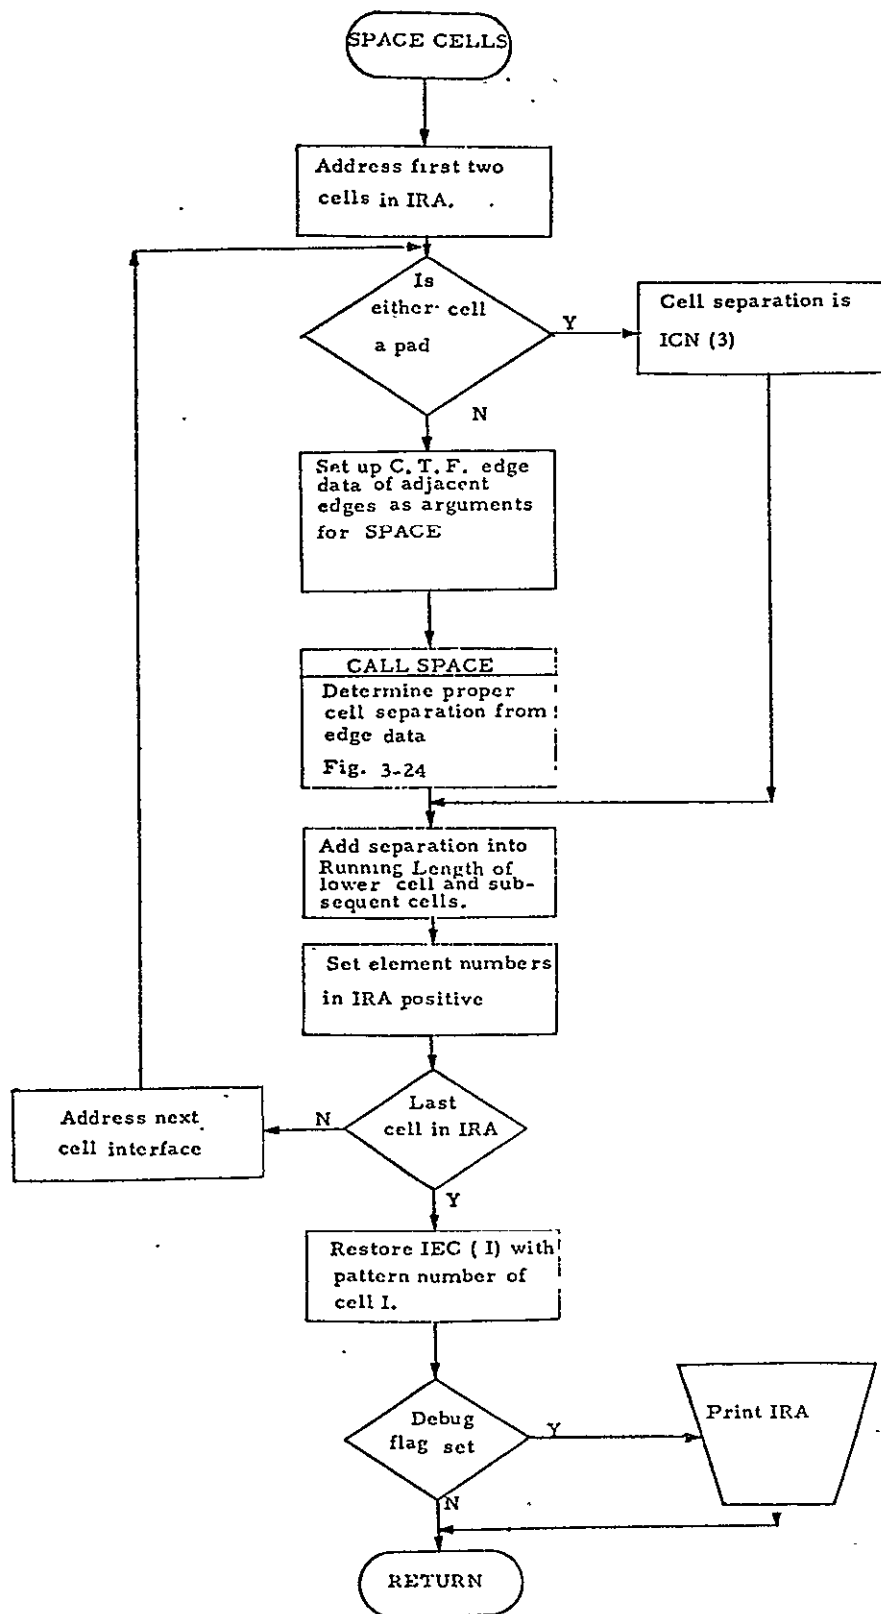 SPACE CELLS
Address first two
cells in IRA.
Is
either cell
a pad
Y
Cell separation is
ICN (3)
N
Set up C. T. F. edge
data of adjacent
edges as arguments
for SPACE
CALL SPACE
Determine proper
cell separation from
edge data
Fig. 3-24
Add separation into
Running Length of
lower cell and sub-
sequent cells.
Set element numbers
in IRA positive
Last
cell in IRA
N
Address next
cell interface
Y
Restore IEC ( I ) with
pattern number of
cell I.
Debug
flag set
Y
Print IRA
N
RETURN